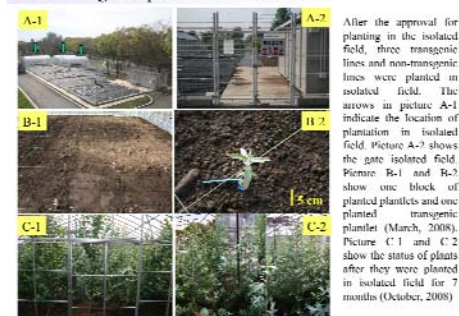 A-1
A-2
B-1
B-2
5 cm
C-1
C-2
After the approval for
planting in the isolated
field, three transgenic
lines and non-transgenic
lines were planted in
isolated field. The
arrows in picture A-1
indicate the location of
plantation in isolated
field. Picture A-2 shows
the gate isolated field.
Picture B-1 and B-2
show one block of
planted plantlets and one
planted transgenic
plantlet (March, 2008).
Picture C-1 and C-2
show the status of plants
after they were planted
in isolated field for 7
months (October, 2008)